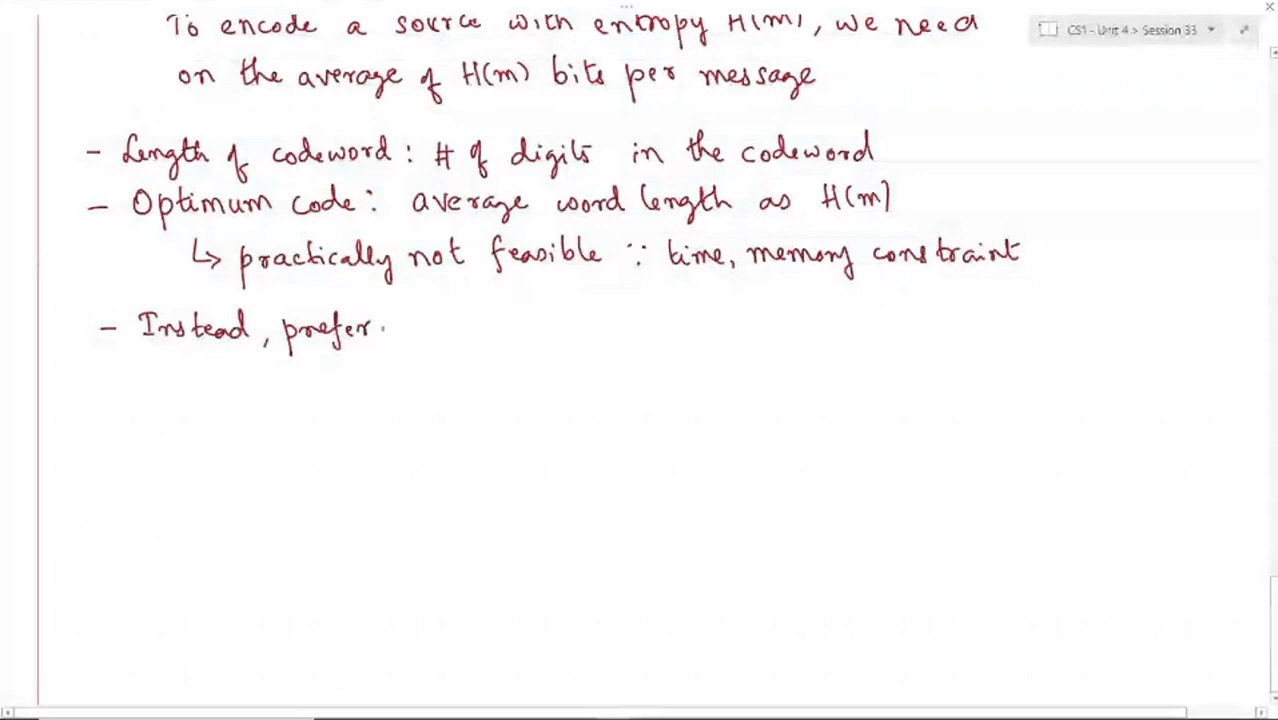 To encode a source with entropy H(m), we need
CS1 - Unit 4 > Session 33
on the average of H(m) bits per message
- Length of codeword : # of digits in the codeword
- Optimum code : average word length as H(m)
↳ practically not feasible ∵ time, memory constraint
- Instead, prefer